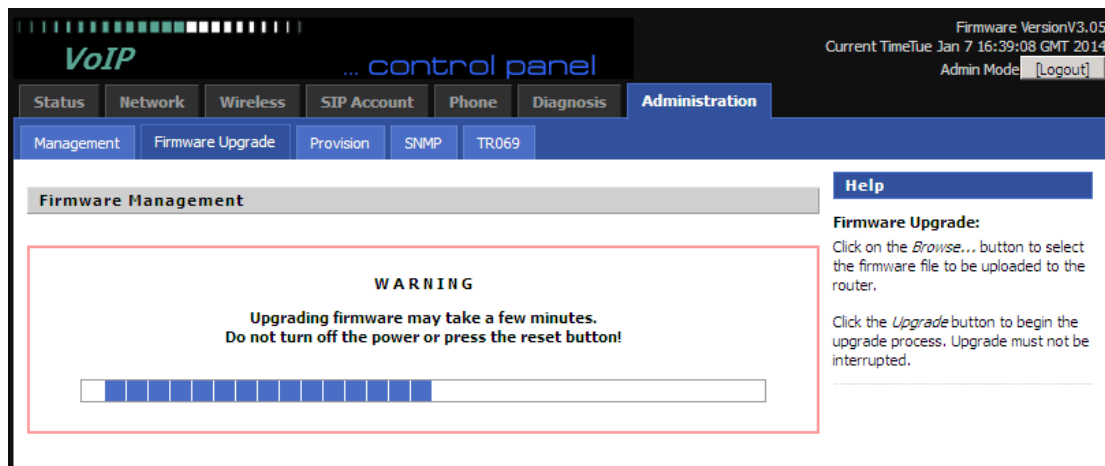 VoIP
... control panel
Firmware VersionV3.05
Current TimeTue Jan 7 16:39:08 GMT 2014
Admin Mode [Logout]
Status Network Wireless SIP Account Phone Diagnosis Administration
Management Firmware Upgrade Provision SNMP TR069
Firmware Management
WARNING
Upgrading firmware may take a few minutes.
Do not turn off the power or press the reset button!
Help
Firmware Upgrade:
Click on the Browse... button to select
the firmware file to be uploaded to the
router.
Click the Upgrade button to begin the
upgrade process. Upgrade must not be
interrupted.